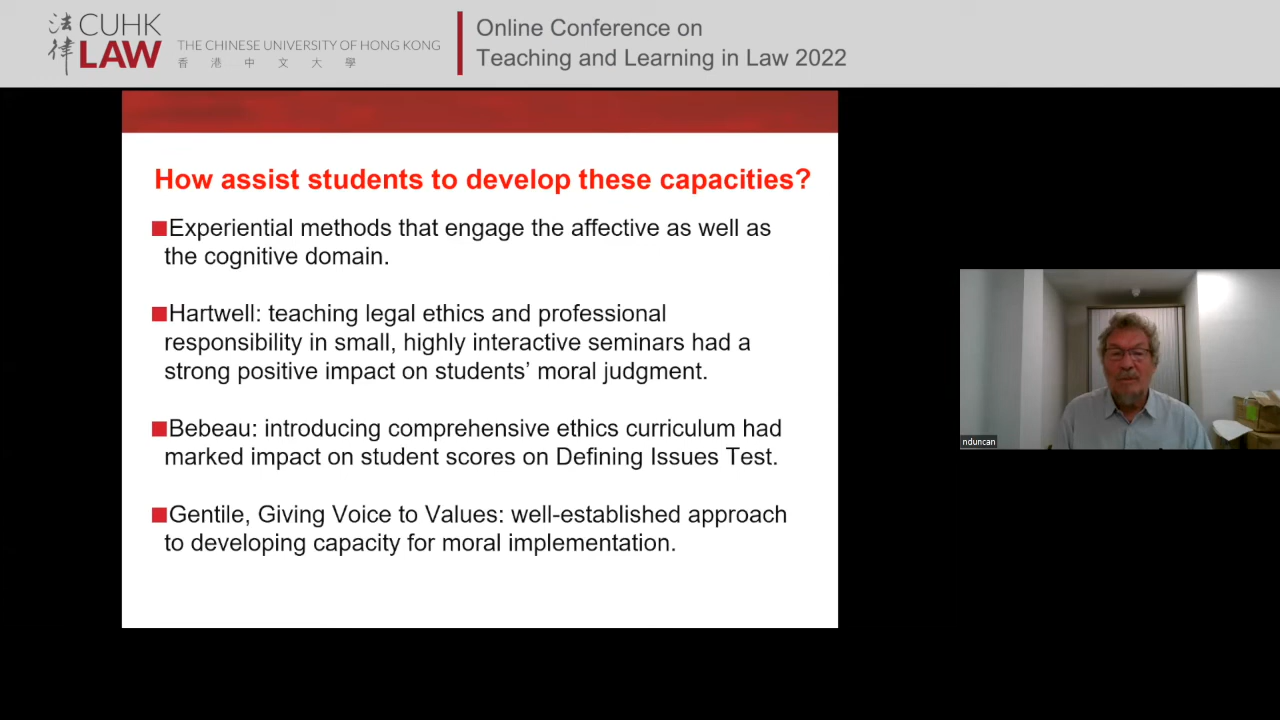 法律
CUHK
LAW
THE CHINESE UNIVERSITY OF HONG KONG
香港中文大學
Online Conference on
Teaching and Learning in Law 2022
How assist students to develop these capacities?
Experiential methods that engage the affective as well as
the cognitive domain.
Hartwell: teaching legal ethics and professional
responsibility in small, highly interactive seminars had a
strong positive impact on students’ moral judgment.
Bebeau: introducing comprehensive ethics curriculum had
marked impact on student scores on Defining Issues Test.
Gentile, Giving Voice to Values: well-established approach
to developing capacity for moral implementation.
nduncan